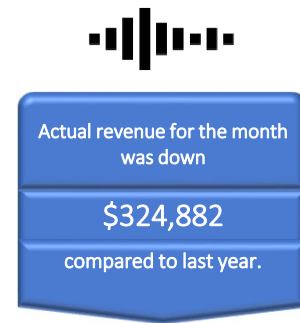 Actual revenue for the month
was down
$324,882
compared to last year.